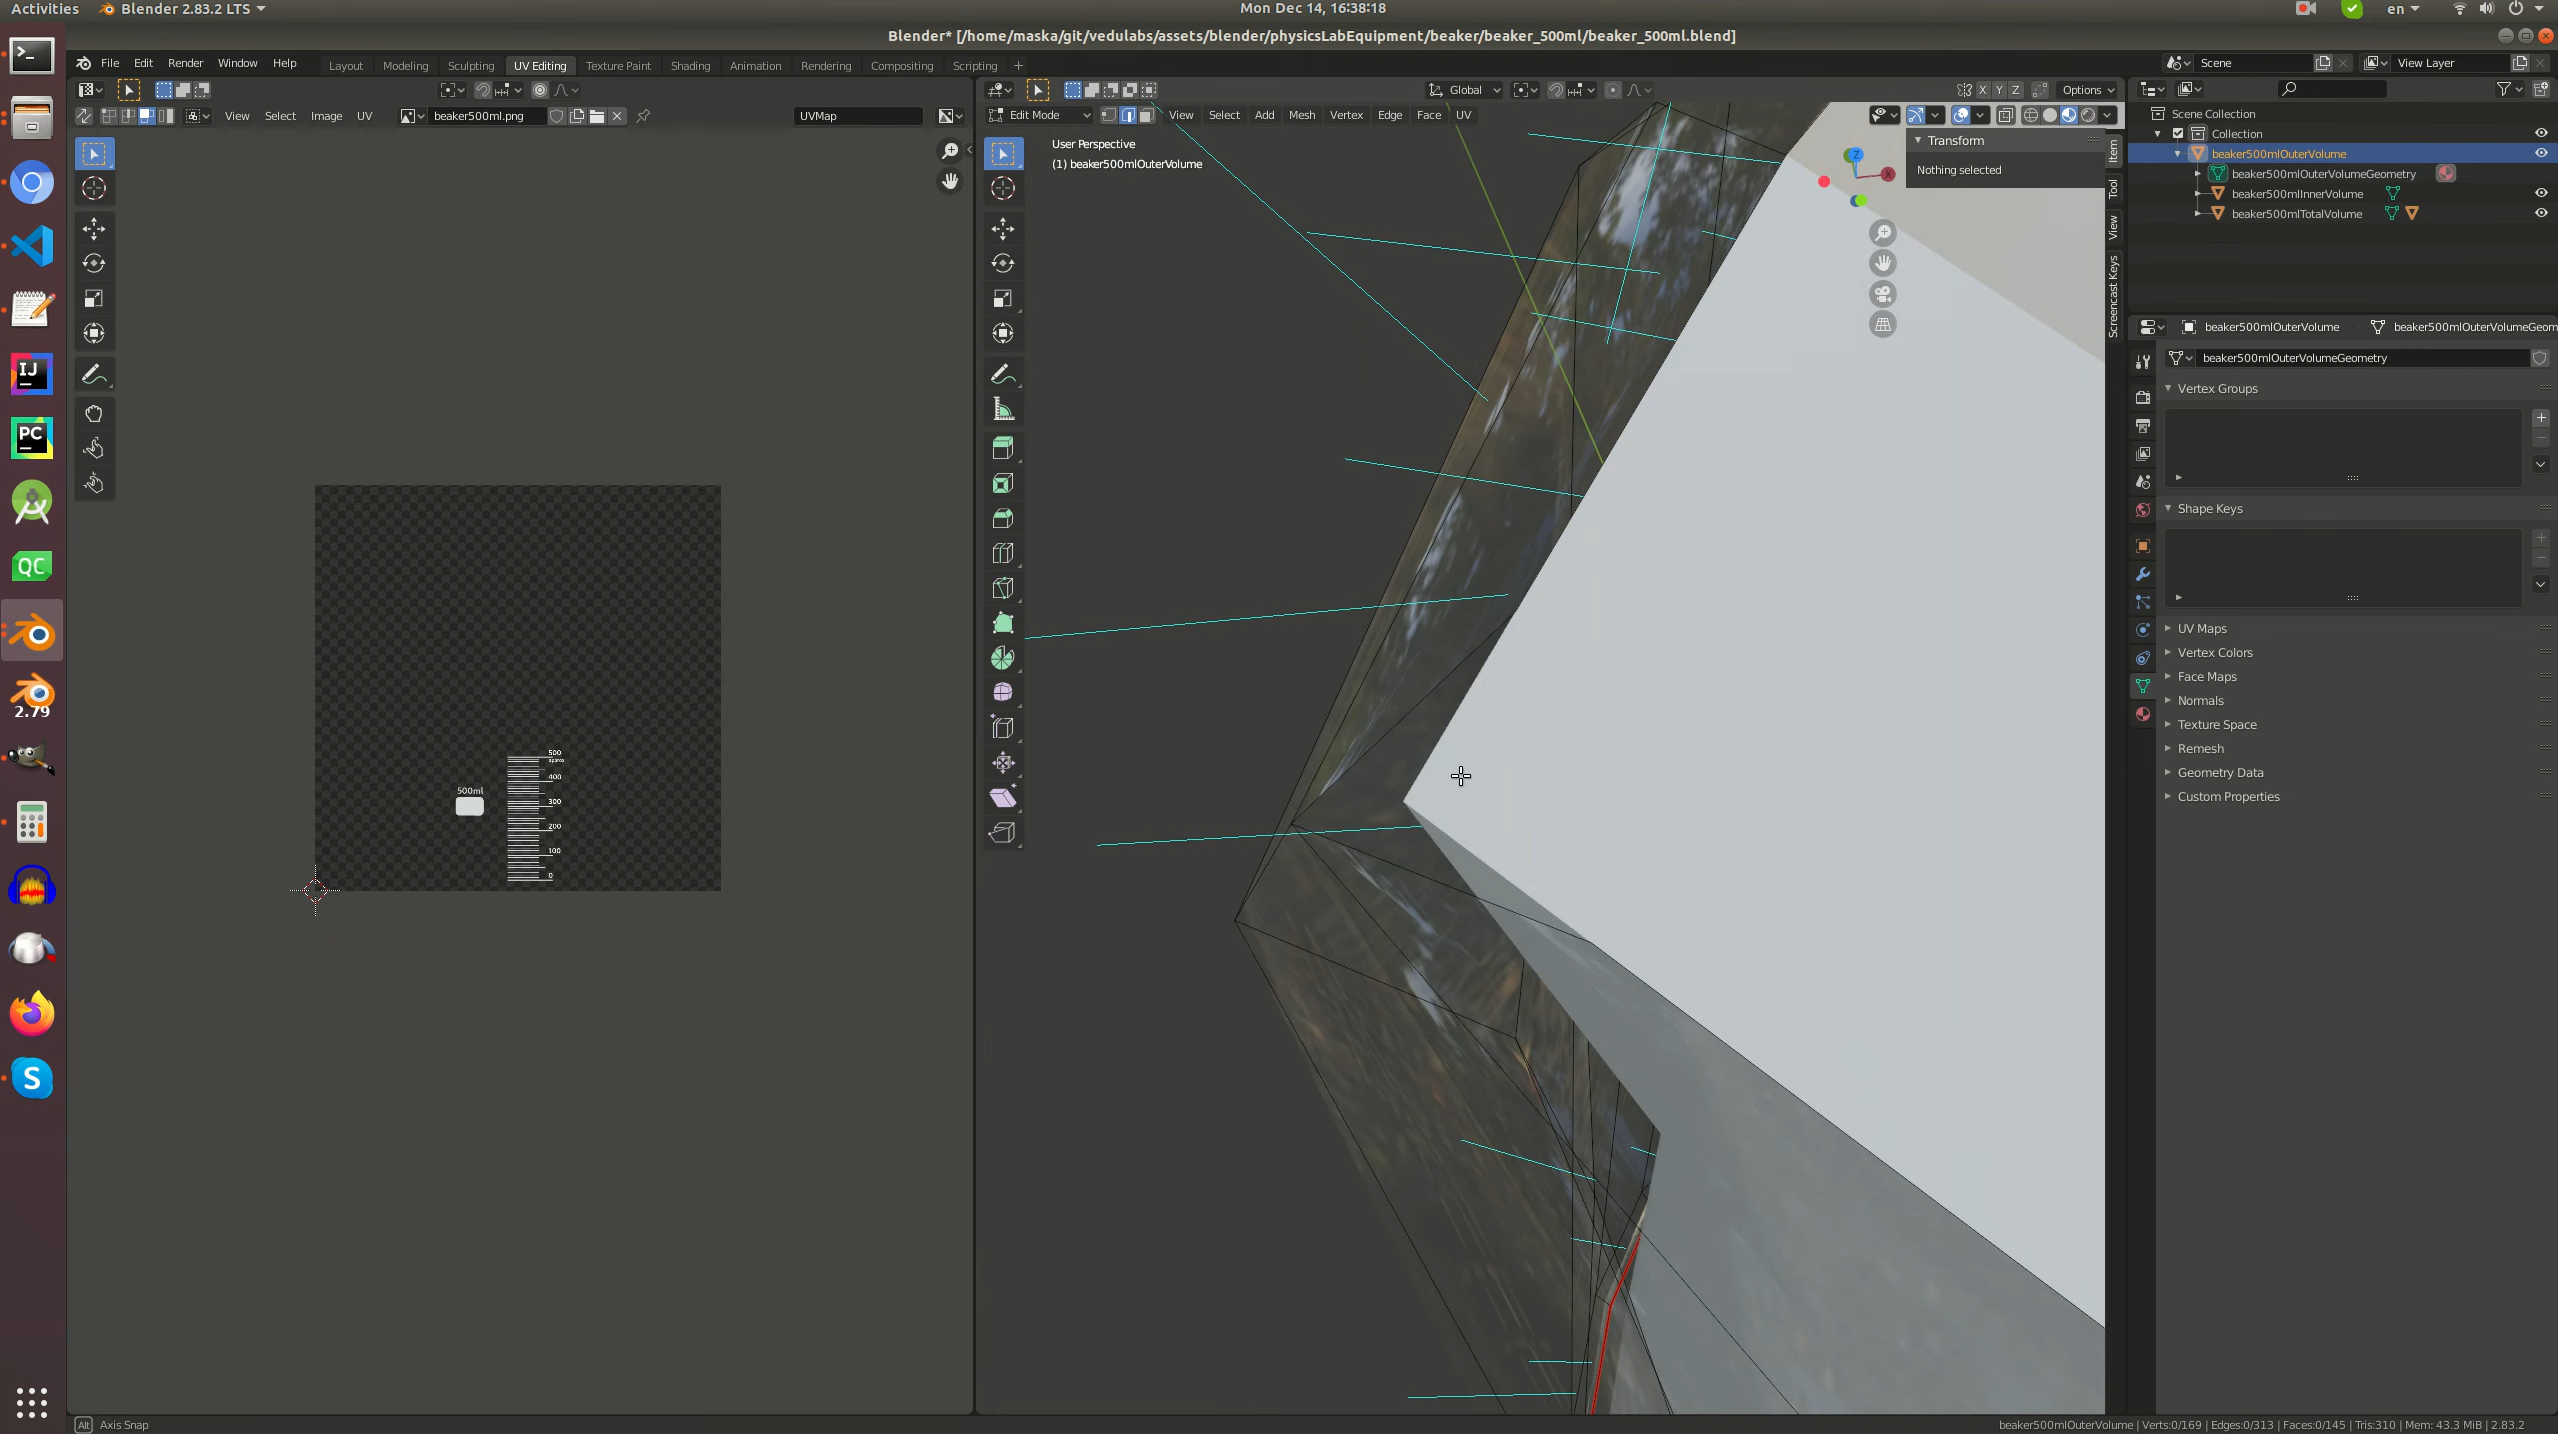 Activities
Blender 2.83.2 LTS
Mon Dec 14, 16:38:18
en
Blender* [/home/maska/git/vedulabs/assets/blender/physicsLabEquipment/beaker/beaker_500ml/beaker_500ml.blend]
File Edit Render Window Help
Layout Modeling Sculpting UV Editing Texture Paint Shading Animation Rendering Compositing Scripting +
Scene
View Layer
Global
X Y Z
Options
View Select Image UV
beaker500ml.png
UVMap
Edit Mode
View Select Add Mesh Vertex Edge Face UV
User Perspective
(1) beaker500mlOuterVolume
Transform
Nothing selected
Item
Tool
View
Screencast Keys
Z
X
Scene Collection
Collection
beaker500mlOuterVolume
beaker500mlOuterVolumeGeometry
beaker500mlInnerVolume
beaker500mlTotalVolume
beaker500mlOuterVolume
beaker500mlOuterVolumeGeom
beaker500mlOuterVolumeGeometry
Vertex Groups
Shape Keys
UV Maps
Vertex Colors
Face Maps
Normals
Texture Space
Remesh
Geometry Data
Custom Properties
IJ
PC
QC
2.79
S
500ml
500
approx
400
300
200
100
0
Alt Axis Snap
beaker500mlOuterVolume | Verts:0/169 | Edges:0/313 | Faces:0/145 | Tris:310 | Mem: 43.3 MiB | 2.83.2